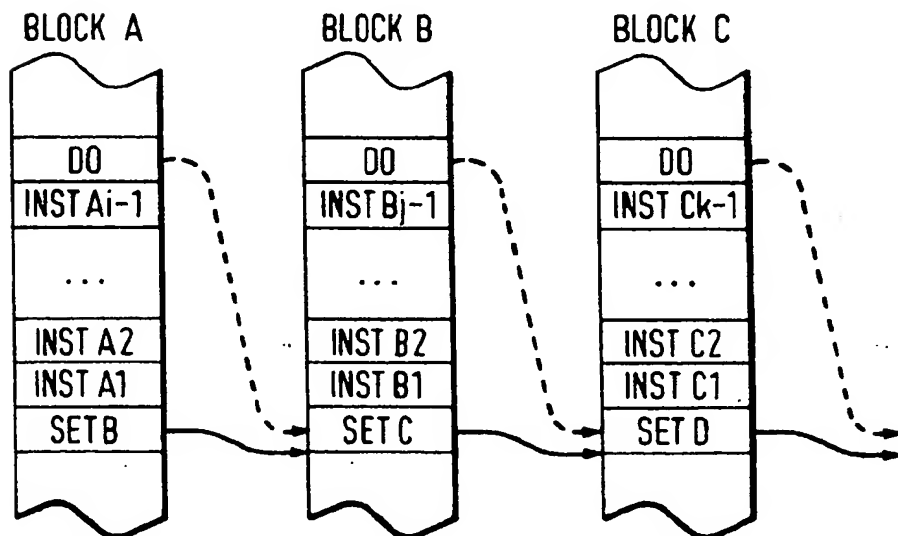 BLOCK A
DO
INST Ai-1
...
INST A2
INST A1
SET B
BLOCK B
DO
INST Bj-1
...
INST B2
INST B1
SET C
BLOCK C
DO
INST Ck-1
...
INST C2
INST C1
SET D